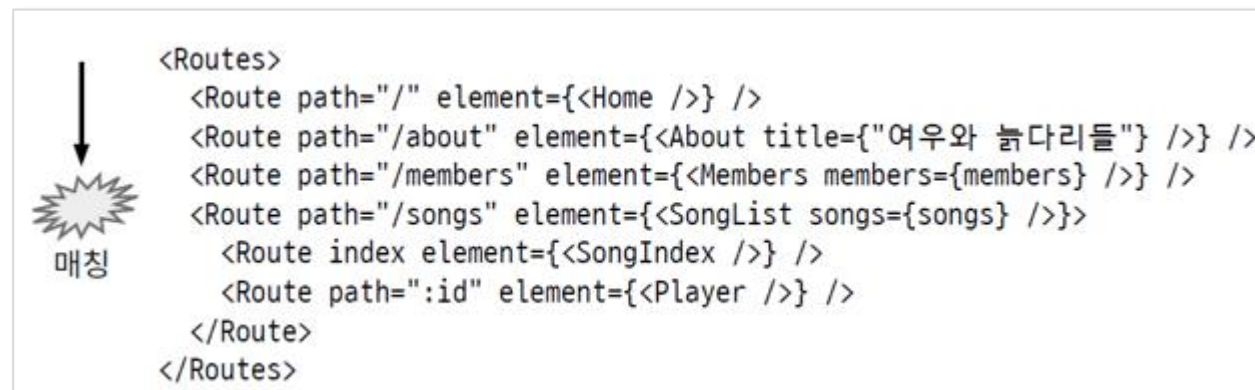 <Routes>
<Route path="/" element={<Home />} />
<Route path="/about" element={<About title={"여우와 늙다리들"} />} />
<Route path="/members" element={<Members members={members} />} />
<Route path="/songs" element={<SongList songs={songs} />}>
<Route index element={<SongIndex />} />
<Route path=":id" element={<Player />} />
</Route>
</Routes>
매칭